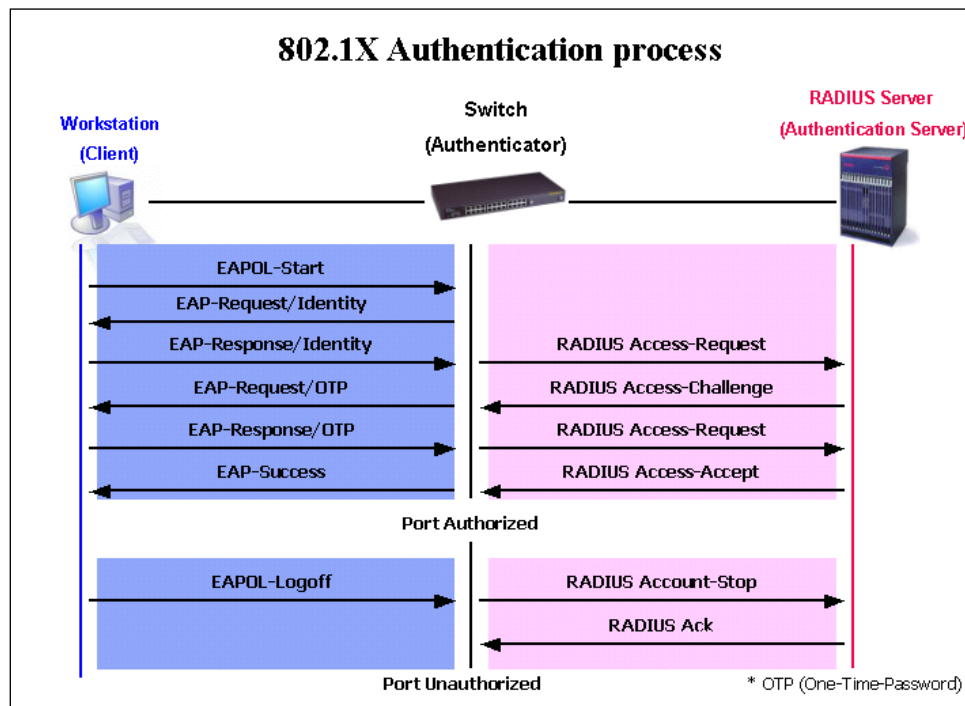 802.1X Authentication process
Workstation
(Client)
Switch
(Authenticator)
RADIUS Server
(Authentication Server)
EAPOL-Start
EAP-Request/Identity
EAP-Response/Identity
RADIUS Access-Request
EAP-Request/OTP
RADIUS Access-Challenge
EAP-Response/OTP
RADIUS Access-Request
EAP-Success
RADIUS Access-Accept
Port Authorized
EAPOL-Logoff
RADIUS Account-Stop
RADIUS Ack
Port Unauthorized
* OTP (One-Time-Password)